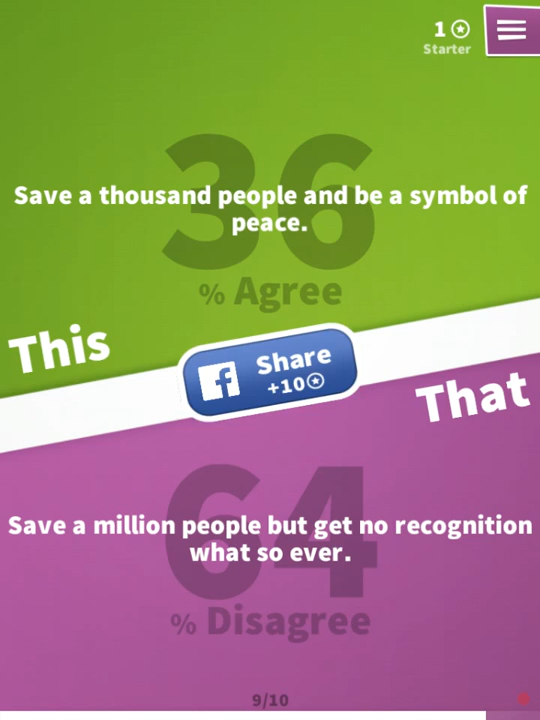 1
Starter
36
Save a thousand people and be a symbol of
peace.
% Agree
This
Share
+10
That
64
Save a million people but get no recognition
what so ever.
% Disagree
9/10